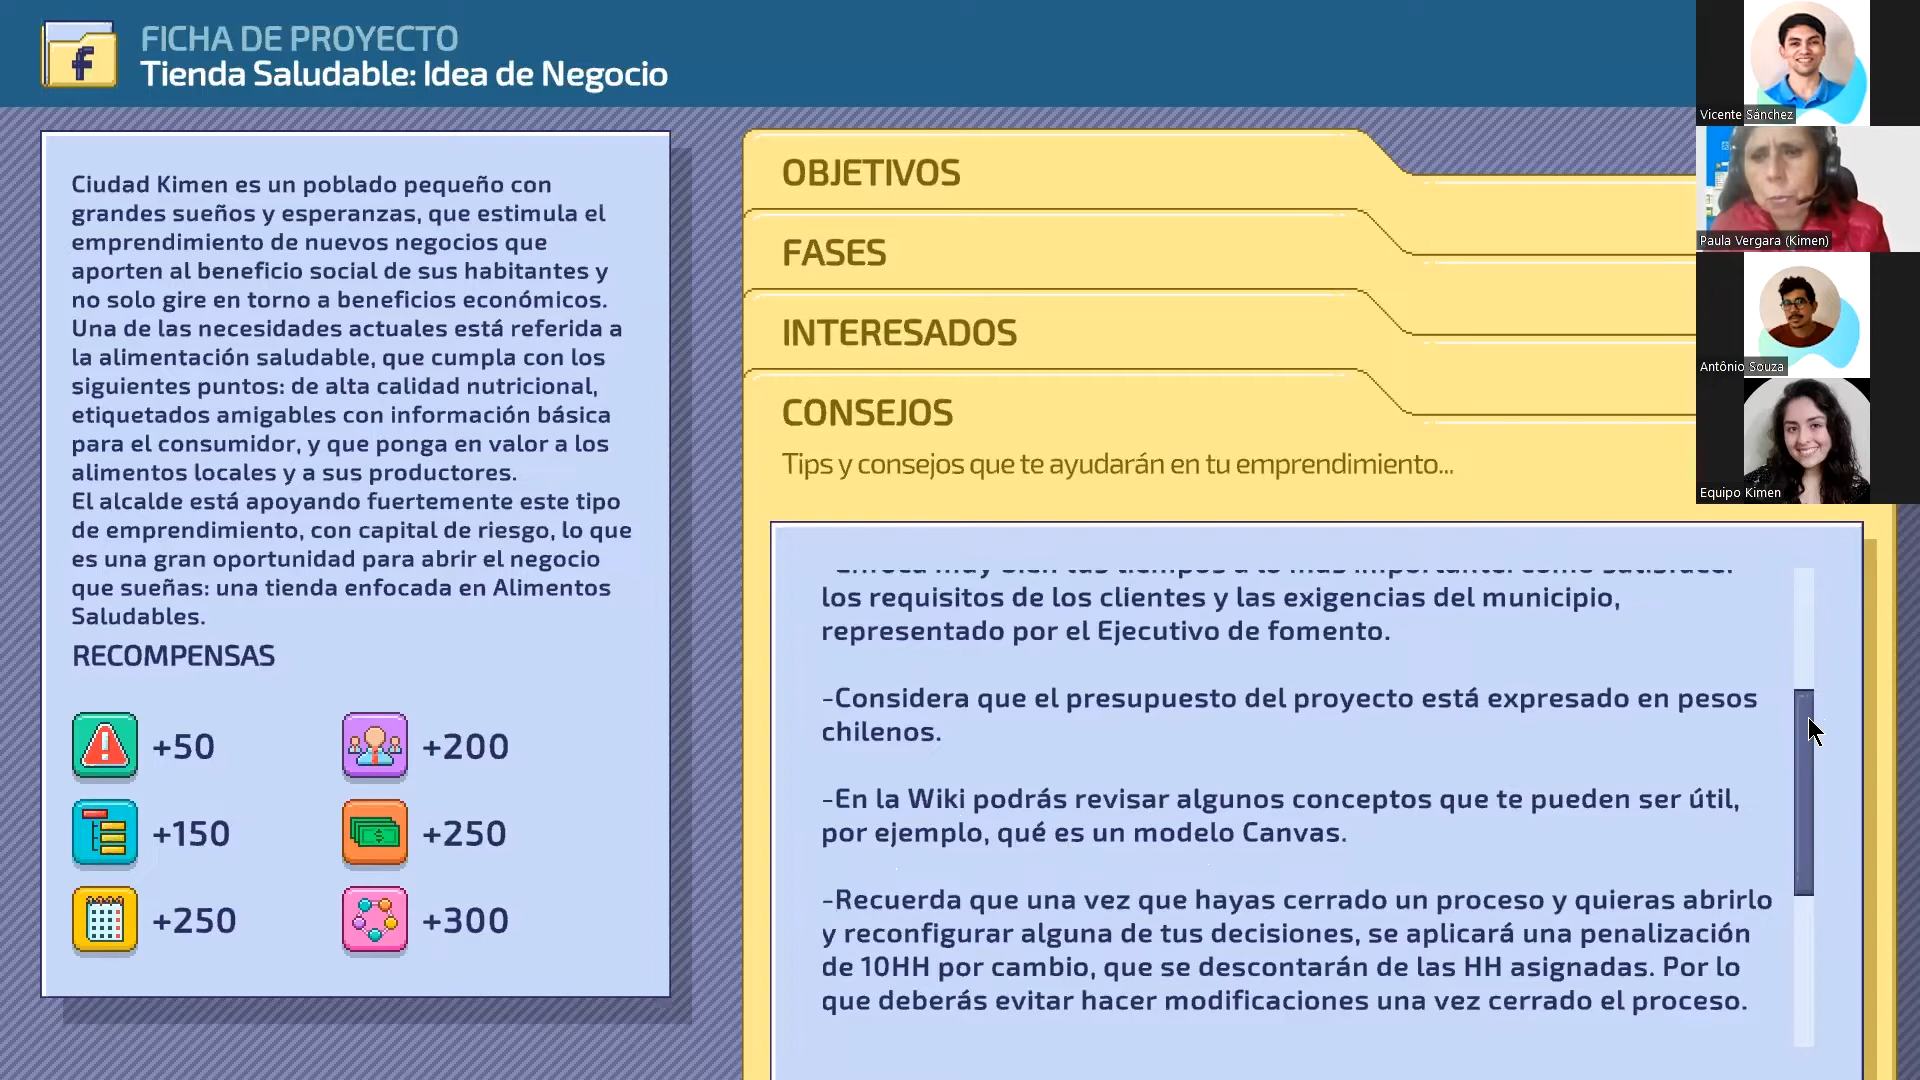 FICHA DE PROYECTO
Tienda Saludable: Idea de Negocio
Ciudad Kimen es un poblado pequeño con
grandes sueños y esperanzas, que estimula el
emprendimiento de nuevos negocios que
aporten al beneficio social de sus habitantes y
no solo gire en torno a beneficios económicos.
Una de las necesidades actuales está referida a
la alimentación saludable, que cumpla con los
siguientes puntos: de alta calidad nutricional,
etiquetados amigables con información básica
para el consumidor, y que ponga en valor a los
alimentos locales y a sus productores.
El alcalde está apoyando fuertemente este tipo
de emprendimiento, con capital de riesgo, lo que
es una gran oportunidad para abrir el negocio
que sueñas: una tienda enfocada en Alimentos
Saludables.
RECOMPENSAS
+50
+200
+150
+250
+250
+300
OBJETIVOS
FASES
INTERESADOS
CONSEJOS
Tips y consejos que te ayudarán en tu emprendimiento...
-Enfoca muy bien tus tiempos a lo más importante: cómo satisfacer
los requisitos de los clientes y las exigencias del municipio,
representado por el Ejecutivo de fomento.
-Considera que el presupuesto del proyecto está expresado en pesos
chilenos.
-En la Wiki podrás revisar algunos conceptos que te pueden ser útil,
por ejemplo, qué es un modelo Canvas.
-Recuerda que una vez que hayas cerrado un proceso y quieras abrirlo
y reconfigurar alguna de tus decisiones, se aplicará una penalización
de 10HH por cambio, que se descontarán de las HH asignadas. Por lo
que deberás evitar hacer modificaciones una vez cerrado el proceso.
Vicente Sánchez
Paula Vergara (Kimen)
Antônio Souza
Equipo Kimen